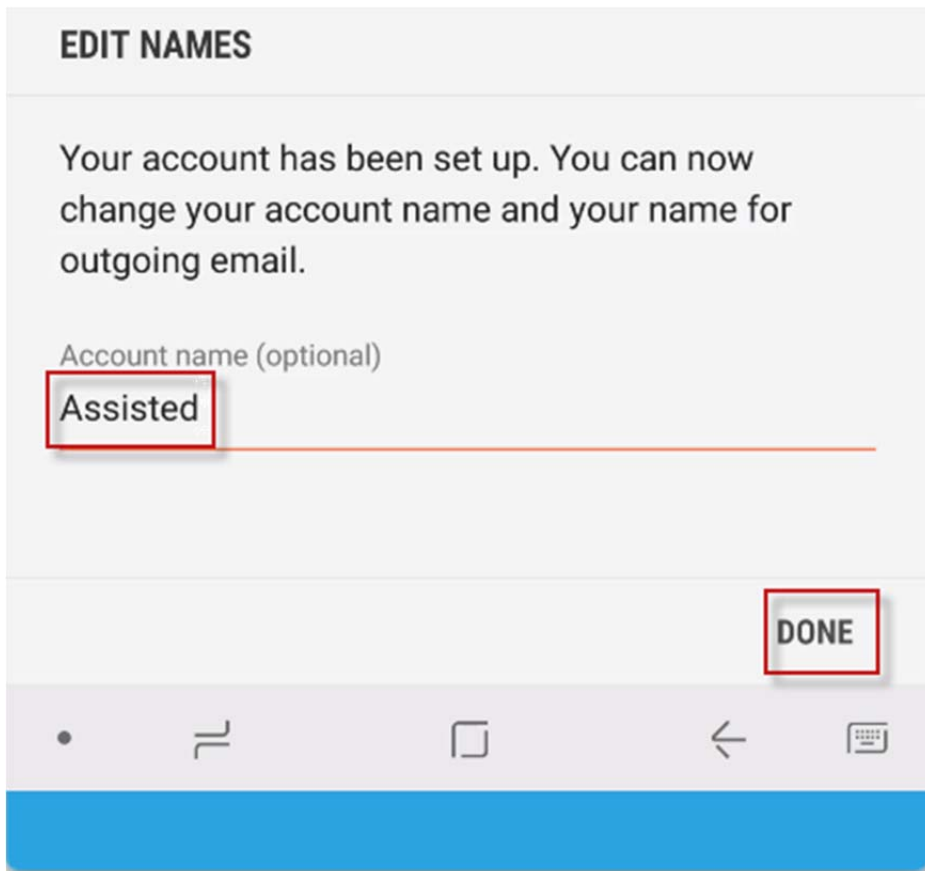 EDIT NAMES
Your account has been set up. You can now
change your account name and your name for
outgoing email.
Account name (optional)
Assisted
DONE